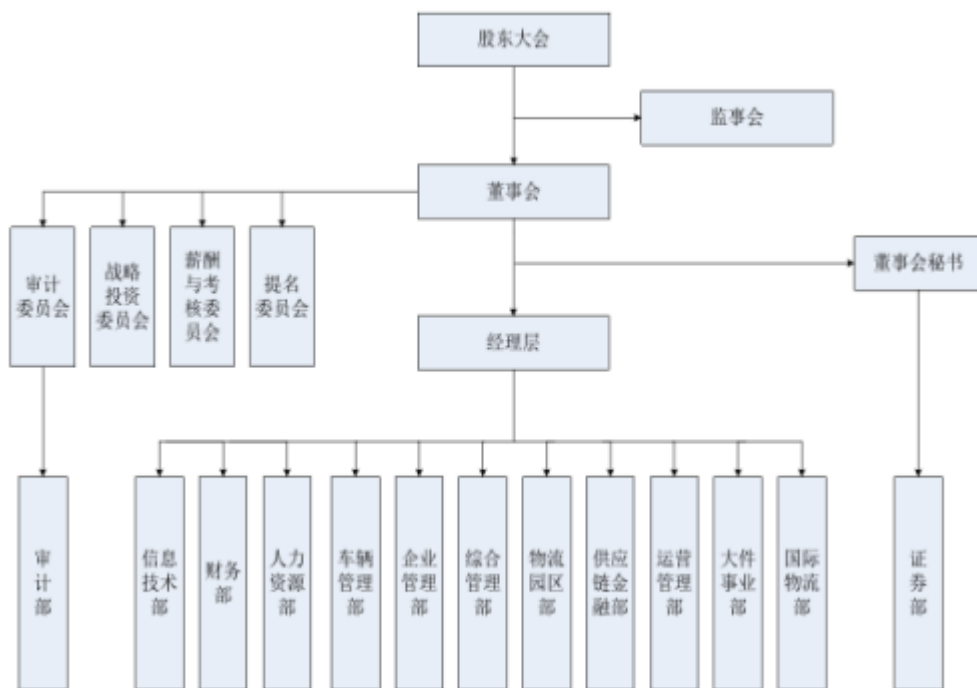 股东大会
监事会
董事会
审计
委员会
战略
投资
委员会
薪酬
与考
核委
员会
提名
委员会
董事会秘书
经理层
审
计
部
信息
技术
部
财务
部
人力
资源
部
车辆
管理
部
企业
管理
部
综合
管理
部
物流
园区
部
供应
链金
融部
运营
管理
部
大件
事业
部
国际
物流
部
证
券
部